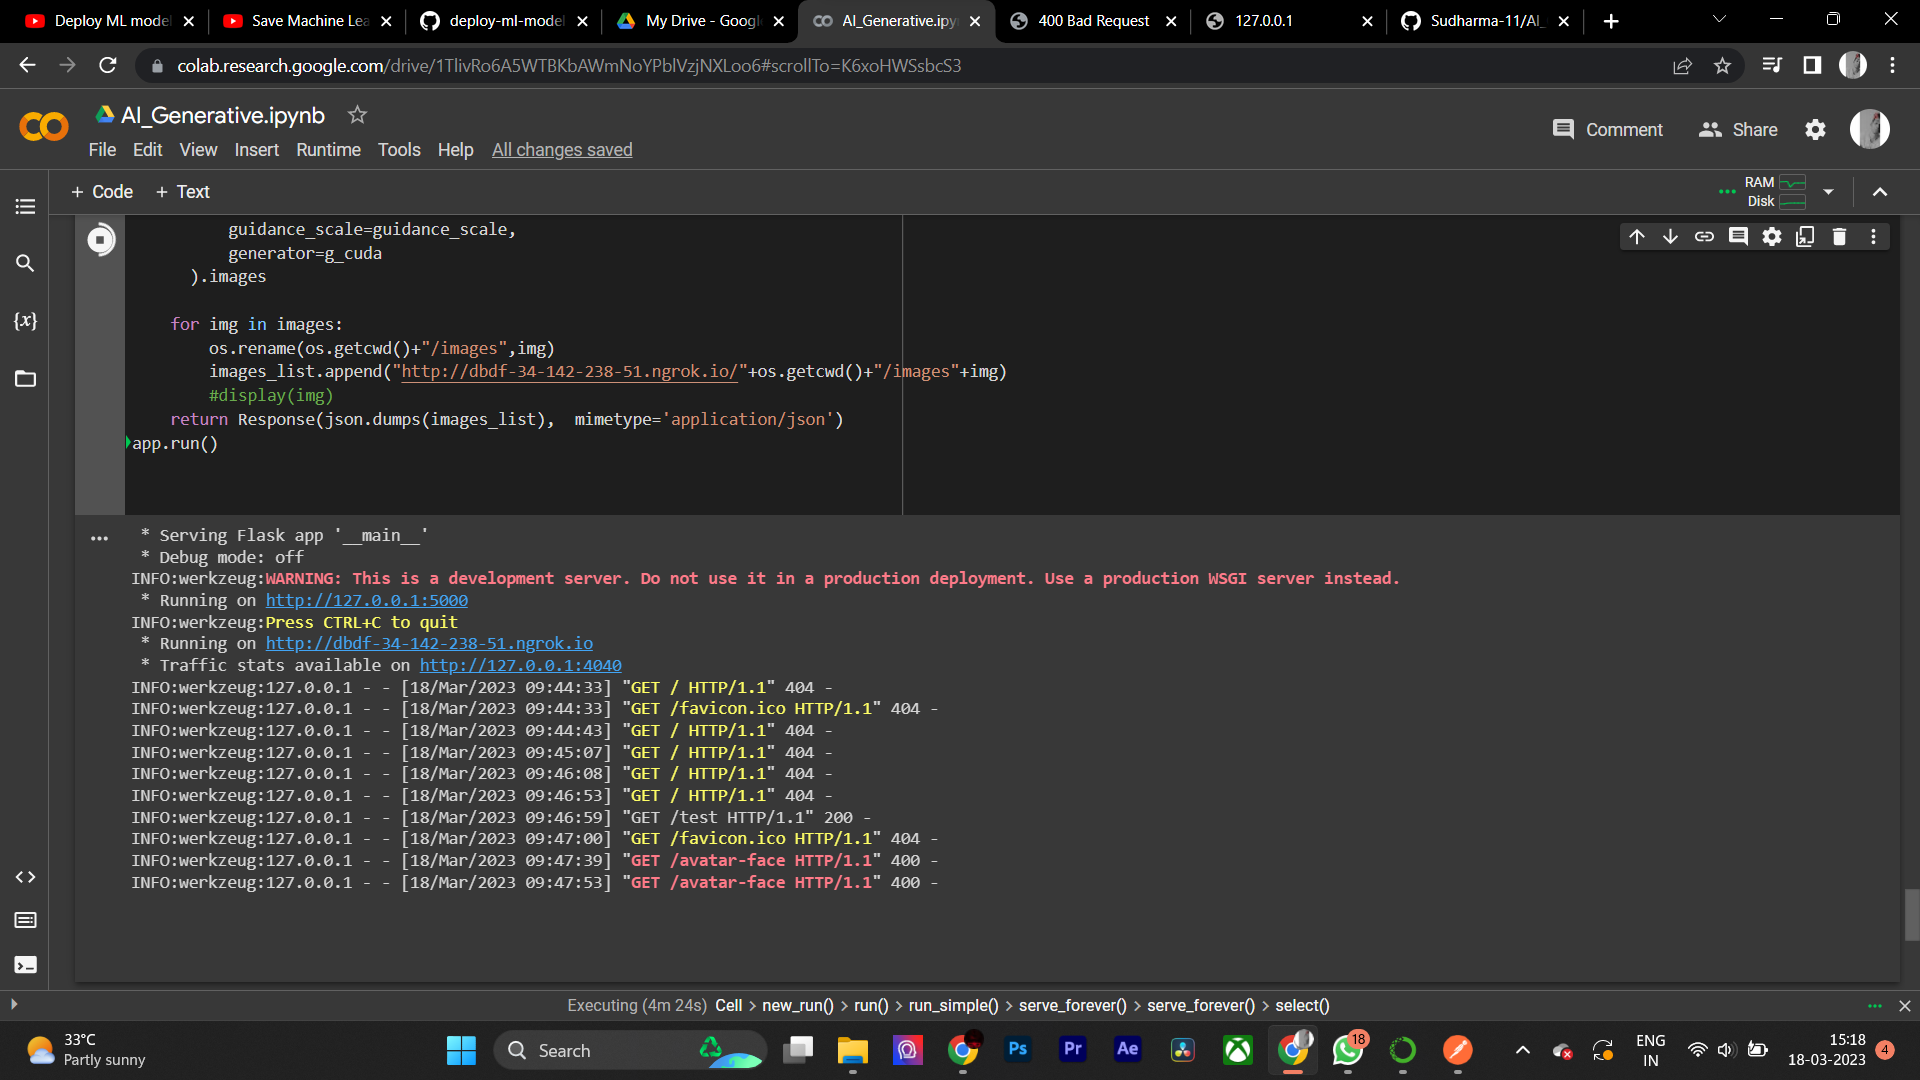 Deploy ML model
Save Machine Lea
deploy-ml-model
My Drive - Googl
AI_Generative.ipy
400 Bad Request
127.0.0.1
Sudharma-11/AI_
colab.research.google.com/drive/1TlivRo6A5WTBKbAWmNoYPblVzjNXLoo6#scrollTo=K6xoHWSsbcS3
AI_Generative.ipynb
Comment
Share
File Edit View Insert Runtime Tools Help All changes saved
+ Code + Text
RAM
Disk
guidance_scale=guidance_scale,
generator=g_cuda
).images
for img in images:
os.rename(os.getcwd()+"/images",img)
images_list.append("http://dbdf-34-142-238-51.ngrok.io/"+os.getcwd()+"/images"+img)
#display(img)
return Response(json.dumps(images_list),  mimetype='application/json')
app.run()
* Serving Flask app '__main__'
* Debug mode: off
INFO:werkzeug:WARNING: This is a development server. Do not use it in a production deployment. Use a production WSGI server instead.
* Running on http://127.0.0.1:5000
INFO:werkzeug:Press CTRL+C to quit
* Running on http://dbdf-34-142-238-51.ngrok.io
* Traffic stats available on http://127.0.0.1:4040
INFO:werkzeug:127.0.0.1 - - [18/Mar/2023 09:44:33] "GET / HTTP/1.1" 404 -
INFO:werkzeug:127.0.0.1 - - [18/Mar/2023 09:44:33] "GET /favicon.ico HTTP/1.1" 404 -
INFO:werkzeug:127.0.0.1 - - [18/Mar/2023 09:44:43] "GET / HTTP/1.1" 404 -
INFO:werkzeug:127.0.0.1 - - [18/Mar/2023 09:45:07] "GET / HTTP/1.1" 404 -
INFO:werkzeug:127.0.0.1 - - [18/Mar/2023 09:46:08] "GET / HTTP/1.1" 404 -
INFO:werkzeug:127.0.0.1 - - [18/Mar/2023 09:46:53] "GET / HTTP/1.1" 404 -
INFO:werkzeug:127.0.0.1 - - [18/Mar/2023 09:46:59] "GET /test HTTP/1.1" 200 -
INFO:werkzeug:127.0.0.1 - - [18/Mar/2023 09:47:00] "GET /favicon.ico HTTP/1.1" 404 -
INFO:werkzeug:127.0.0.1 - - [18/Mar/2023 09:47:39] "GET /avatar-face HTTP/1.1" 400 -
INFO:werkzeug:127.0.0.1 - - [18/Mar/2023 09:47:53] "GET /avatar-face HTTP/1.1" 400 -
Executing (4m 24s) Cell > new_run() > run() > run_simple() > serve_forever() > serve_forever() > select()
33°C
Partly sunny
Search
Ps
Pr
Ae
18
ENG
IN
15:18
18-03-2023
4